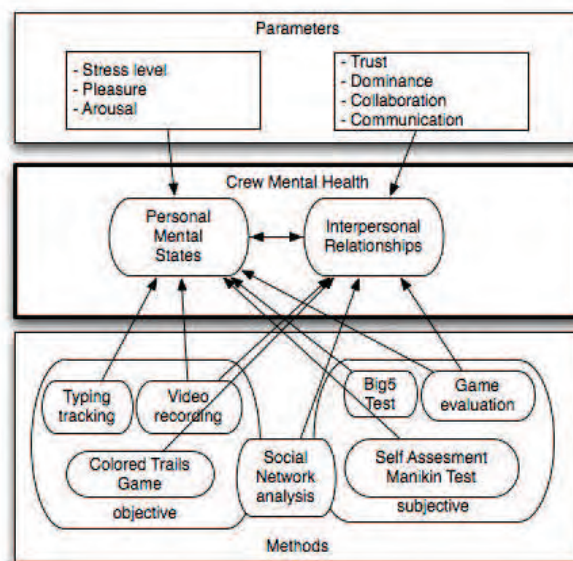 Parameters
- Stress level
- Pleasure
- Arousal
- Trust
- Dominance
- Collaboration
- Communication
Crew Mental Health
Personal
Mental
States
Interpersonal
Relationships
Typing
tracking
Video
recording
Big5
Test
Game
evaluation
Colored Trails
Game
Social
Network
analysis
Self Assesment
Manikin Test
objective
subjective
Methods